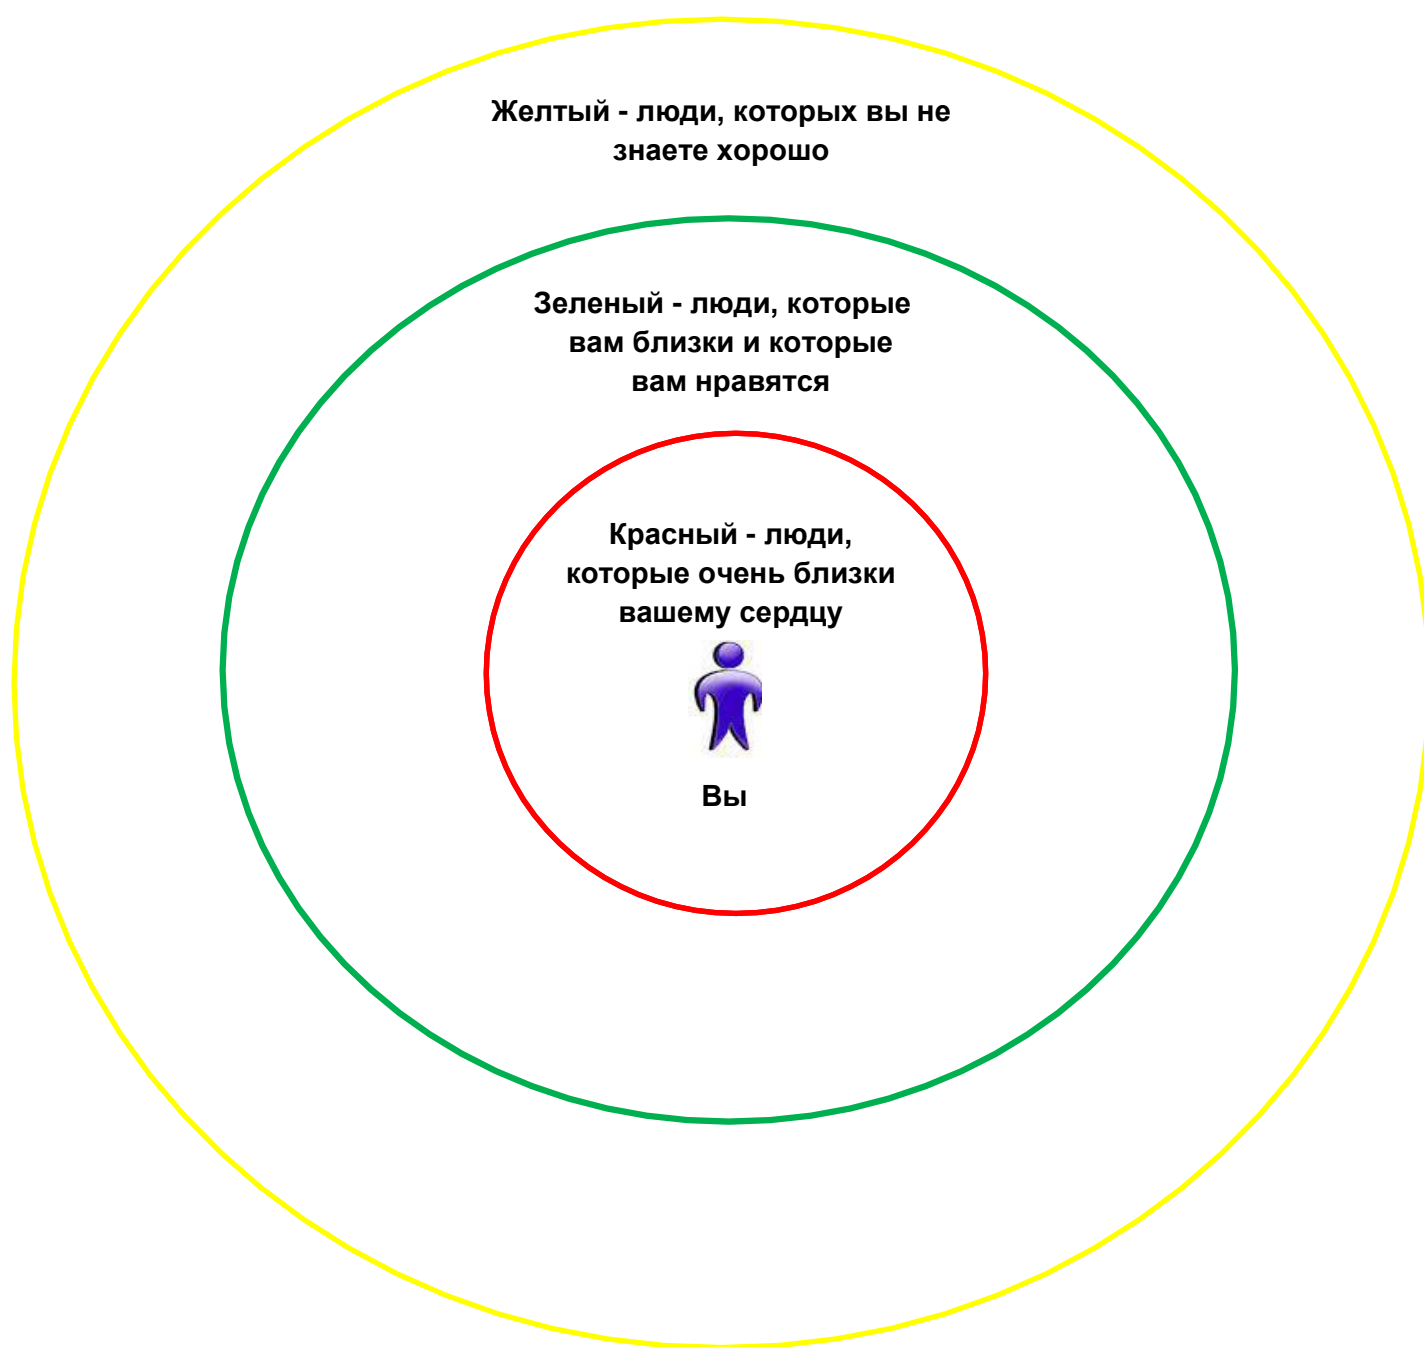 Желтый - люди, которых вы не
знаете хорошо
Зеленый - люди, которые
вам близки и которые
вам нравятся
Красный - люди,
которые очень близки
вашему сердцу
Вы